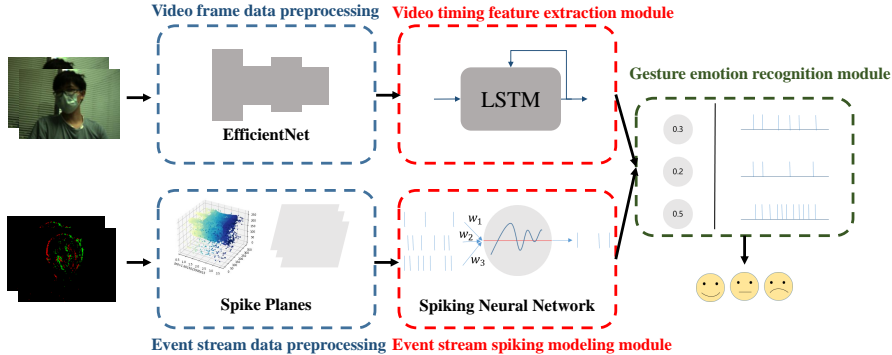 Video frame data preprocessing
Video timing feature extraction module
EfficientNet
LSTM
Gesture emotion recognition module
0.3
0.2
0.5
Spike Planes
w₁
w₂
w₃
Spiking Neural Network
Event stream data preprocessing
Event stream spiking modeling module